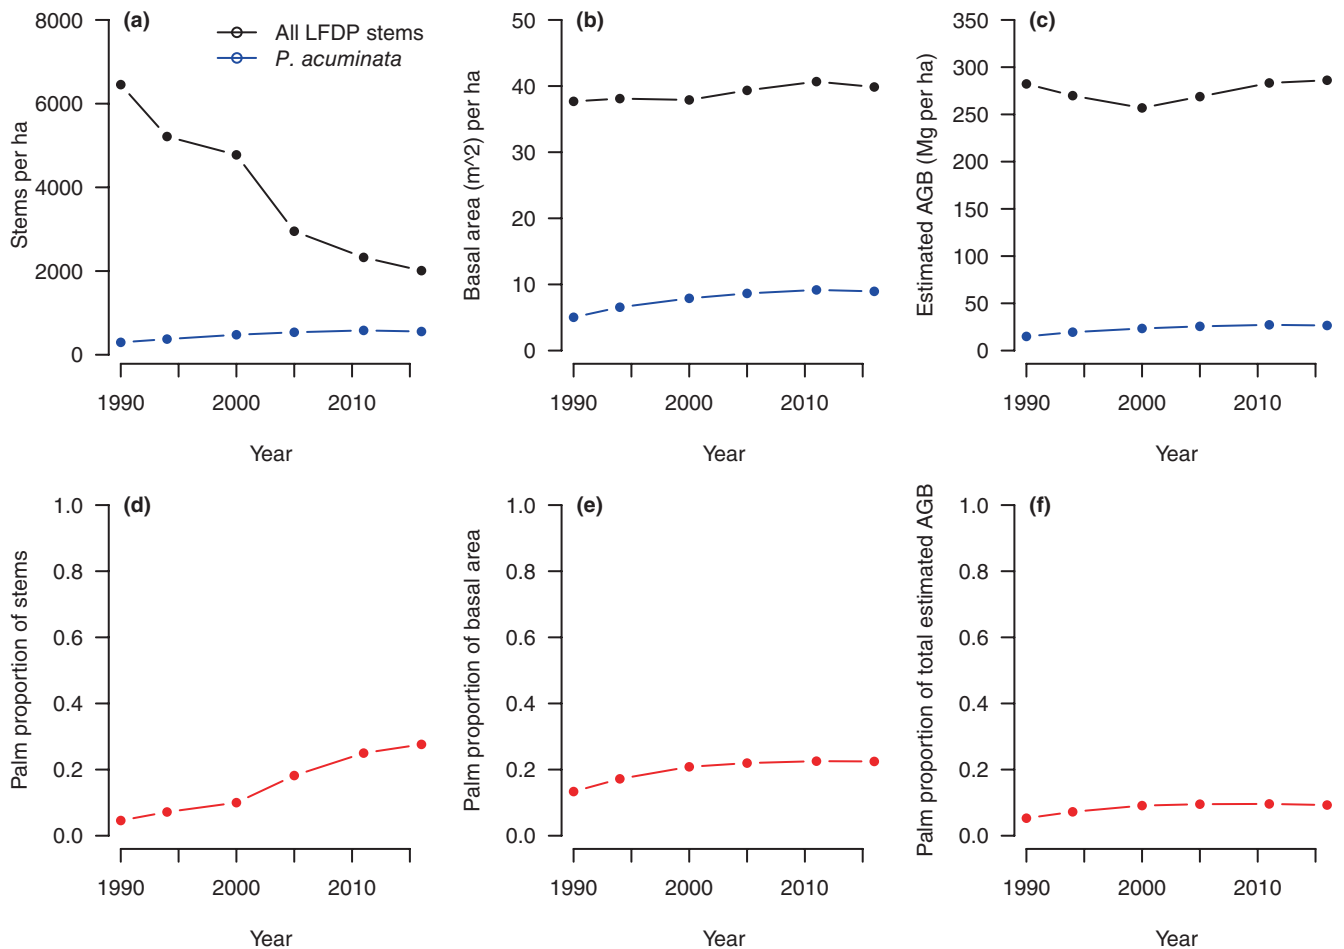 (a)
All LFDP stems
P. acuminata
Stems per ha
8000
6000
4000
2000
0
1990
2000
2010
Year
(b)
Basal area (m^2) per ha
50
40
30
20
10
0
1990
2000
2010
Year
(c)
Estimated AGB (Mg per ha)
350
300
250
200
150
100
50
0
1990
2000
2010
Year
(d)
Palm proportion of stems
1.0
0.8
0.6
0.4
0.2
0.0
1990
2000
2010
Year
(e)
Palm proportion of basal area
1.0
0.8
0.6
0.4
0.2
0.0
1990
2000
2010
Year
(f)
Palm proportion of total estimated AGB
1.0
0.8
0.6
0.4
0.2
0.0
1990
2000
2010
Year